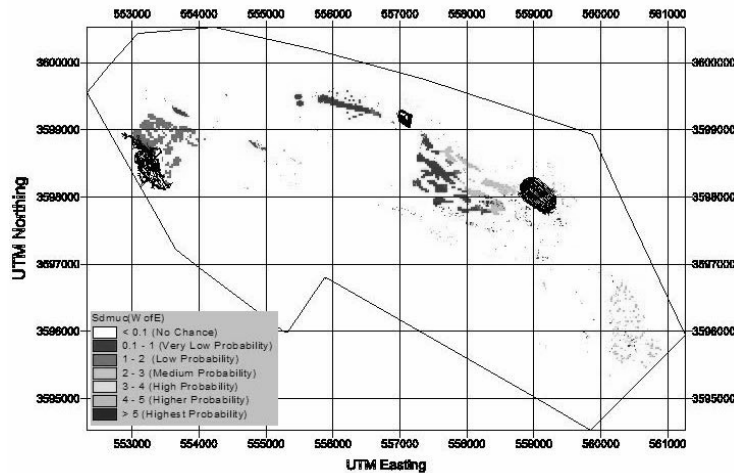 553000 554000 555000 556000 557000 558000 559000 560000 561000
3600000 3600000
3599000 3599000
3598000 3598000
3597000 3597000
3596000 3596000
3595000 3595000
UTM Northing
Sdmuc(WofE)
< 0.1 (No Chance)
0.1 - 1 (Very Low Probability)
1 - 2 (Low Probability)
2 - 3 (Medium Probability)
3 - 4 (High Probability)
4 - 5 (Higher Probability)
> 5 (Highest Probability)
553000 554000 555000 556000 557000 558000 559000 560000 561000
UTM Easting